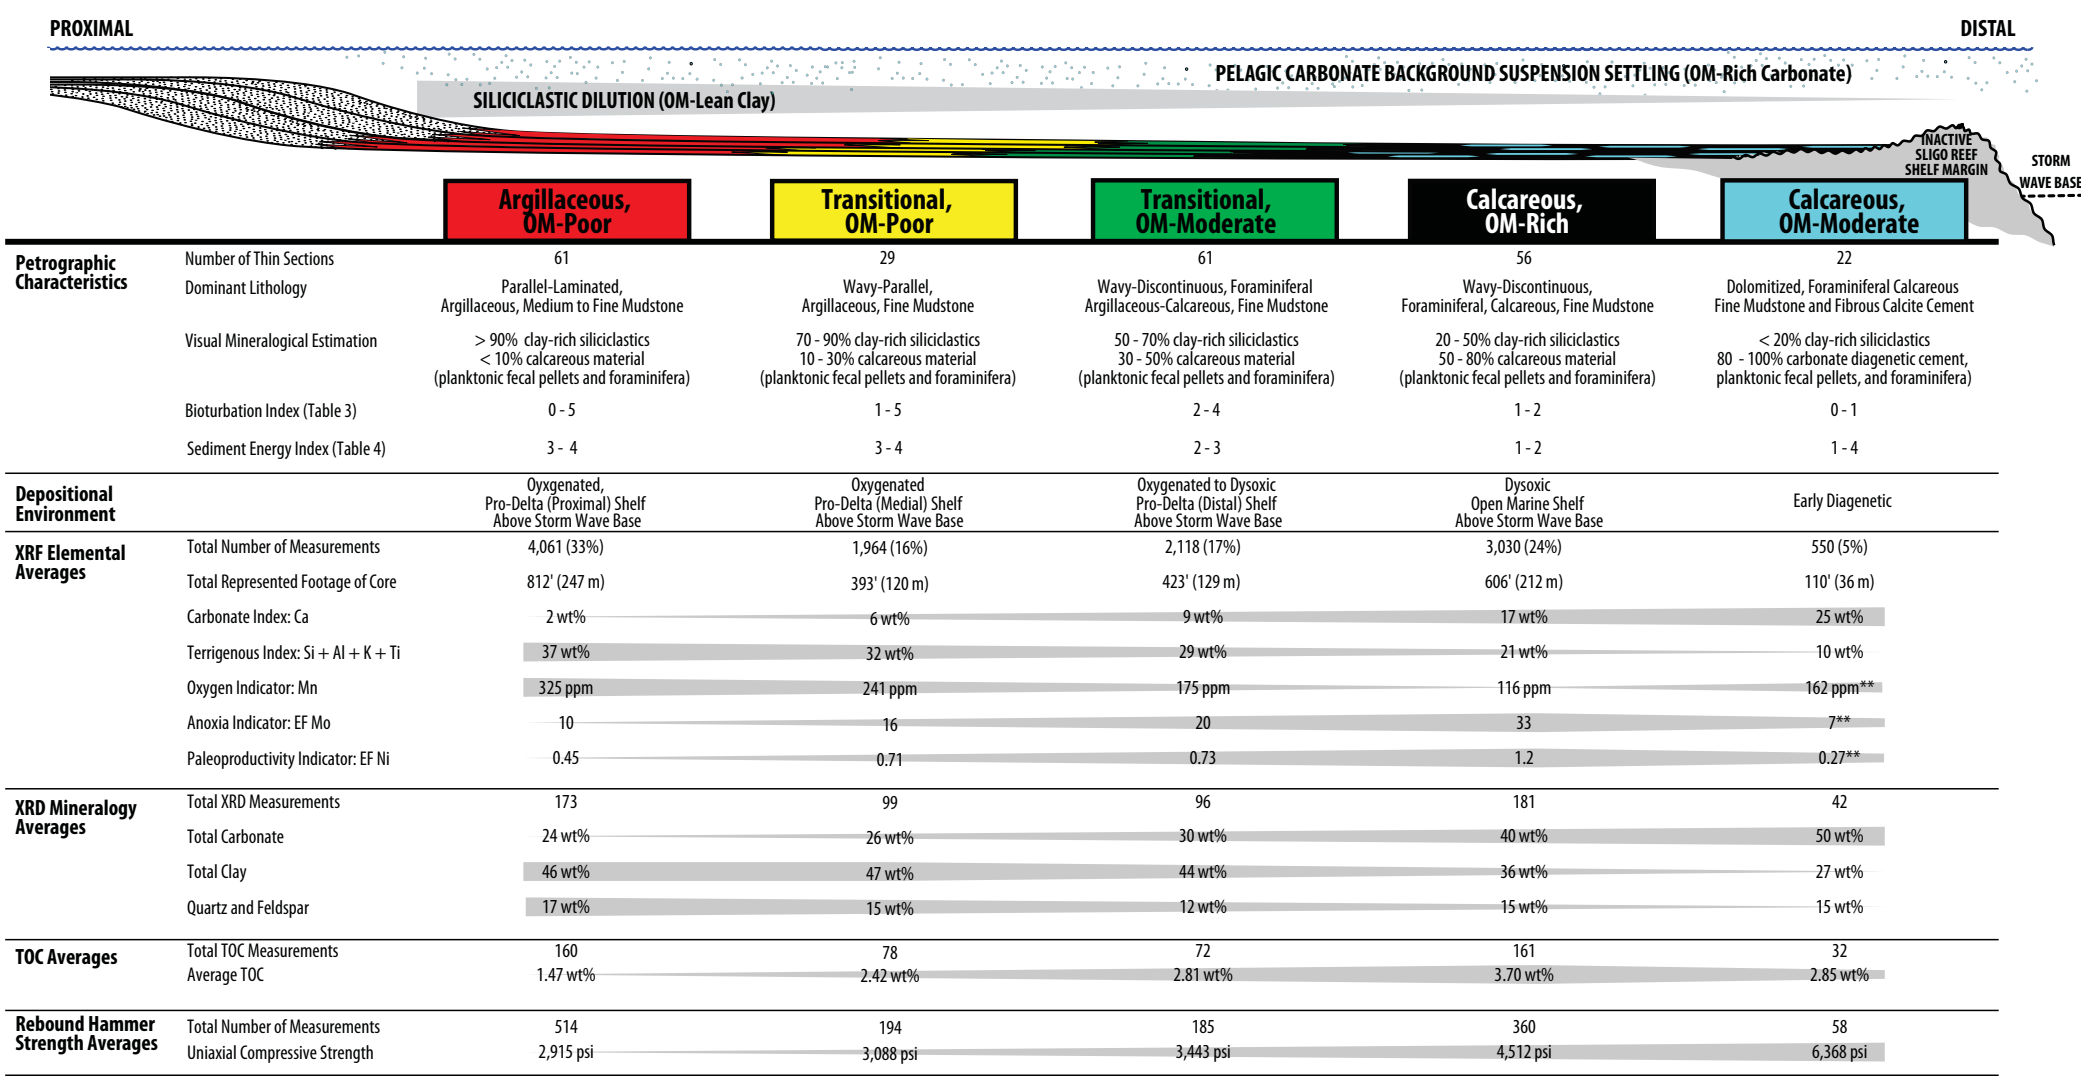 PROXIMAL
DISTAL
PELAGIC CARBONATE BACKGROUND SUSPENSION SETTLING (OM-Rich Carbonate)
SILICICLASTIC DILUTION (OM-Lean Clay)
INACTIVE
SLIGO REEF
SHELF MARGIN
STORM
WAVE BASE
Argillaceous,
OM-Poor
Transitional,
OM-Poor
Transitional,
OM-Moderate
Calcareous,
OM-Rich
Calcareous,
OM-Moderate
Petrographic
Characteristics
Number of Thin Sections 61 29 61 56 22
Dominant Lithology
Parallel-Laminated,
Argillaceous, Medium to Fine Mudstone
Wavy-Parallel,
Argillaceous, Fine Mudstone
Wavy-Discontinuous, Foraminiferal
Argillaceous-Calcareous, Fine Mudstone
Wavy-Discontinuous,
Foraminiferal, Calcareous, Fine Mudstone
Dolomitized, Foraminiferal Calcareous
Fine Mudstone and Fibrous Calcite Cement
Visual Mineralogical Estimation
> 90% clay-rich siliciclastics
< 10% calcareous material
(planktonic fecal pellets and foraminifera)
70 - 90% clay-rich siliciclastics
10 - 30% calcareous material
(planktonic fecal pellets and foraminifera)
50 - 70% clay-rich siliciclastics
30 - 50% calcareous material
(planktonic fecal pellets and foraminifera)
20 - 50% clay-rich siliciclastics
50 - 80% calcareous material
(planktonic fecal pellets and foraminifera)
< 20% clay-rich siliciclastics
80 - 100% carbonate diagenetic cement,
planktonic fecal pellets, and foraminifera)
Bioturbation Index (Table 3) 0 - 5 1 - 5 2 - 4 1 - 2 0 - 1
Sediment Energy Index (Table 4) 3 - 4 3 - 4 2 - 3 1 - 2 1 - 4
Depositional
Environment
Oyxgenated,
Pro-Delta (Proximal) Shelf
Above Storm Wave Base
Oxygenated
Pro-Delta (Medial) Shelf
Above Storm Wave Base
Oxygenated to Dysoxic
Pro-Delta (Distal) Shelf
Above Storm Wave Base
Dysoxic
Open Marine Shelf
Above Storm Wave Base
Early Diagenetic
XRF Elemental
Averages
Total Number of Measurements 4,061 (33%) 1,964 (16%) 2,118 (17%) 3,030 (24%) 550 (5%)
Total Represented Footage of Core 812' (247 m) 393' (120 m) 423' (129 m) 606' (212 m) 110' (36 m)
Carbonate Index: Ca 2 wt% 6 wt% 9 wt% 17 wt% 25 wt%
Terrigenous Index: Si + Al + K + Ti 37 wt% 32 wt% 29 wt% 21 wt% 10 wt%
Oxygen Indicator: Mn 325 ppm 241 ppm 175 ppm 116 ppm 162 ppm**
Anoxia Indicator: EF Mo 10 16 20 33 7**
Paleoproductivity Indicator: EF Ni 0.45 0.71 0.73 1.2 0.27**
XRD Mineralogy
Averages
Total XRD Measurements 173 99 96 181 42
Total Carbonate 24 wt% 26 wt% 30 wt% 40 wt% 50 wt%
Total Clay 46 wt% 47 wt% 44 wt% 36 wt% 27 wt%
Quartz and Feldspar 17 wt% 15 wt% 12 wt% 15 wt% 15 wt%
TOC Averages
Total TOC Measurements 160 78 72 161 32
Average TOC 1.47 wt% 2.42 wt% 2.81 wt% 3.70 wt% 2.85 wt%
Rebound Hammer
Strength Averages
Total Number of Measurements 514 194 185 360 58
Uniaxial Compressive Strength 2,915 psi 3,088 psi 3,443 psi 4,512 psi 6,368 psi